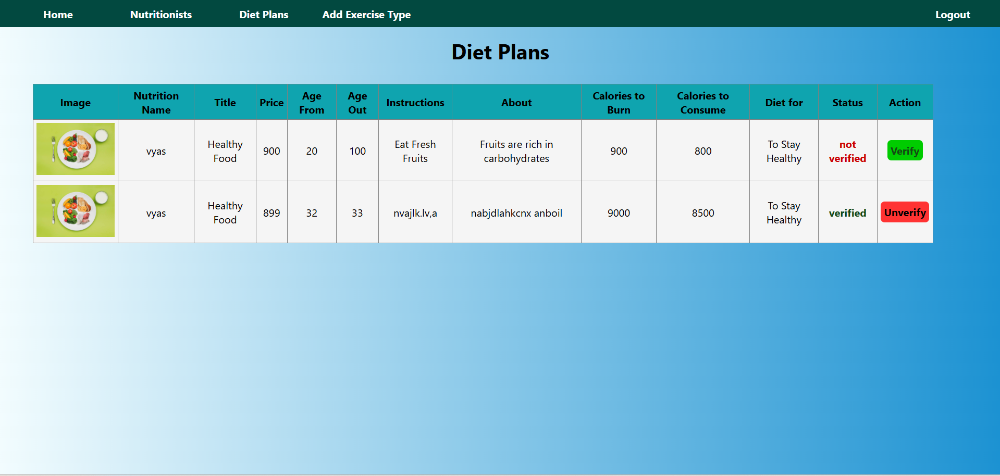 Home Nutritionists Diet Plans Add Exercise Type Logout
Diet Plans
Image Nutrition Name Title Price Age From Age Out Instructions About Calories to Burn Calories to Consume Diet for Status Action
vyas Healthy Food 900 20 100 Eat Fresh Fruits Fruits are rich in carbohydrates 900 800 To Stay Healthy not verified Verify
vyas Healthy Food 899 32 33 nvajlk.lv,a nabjdlahkcnx anboil 9000 8500 To Stay Healthy verified Unverify